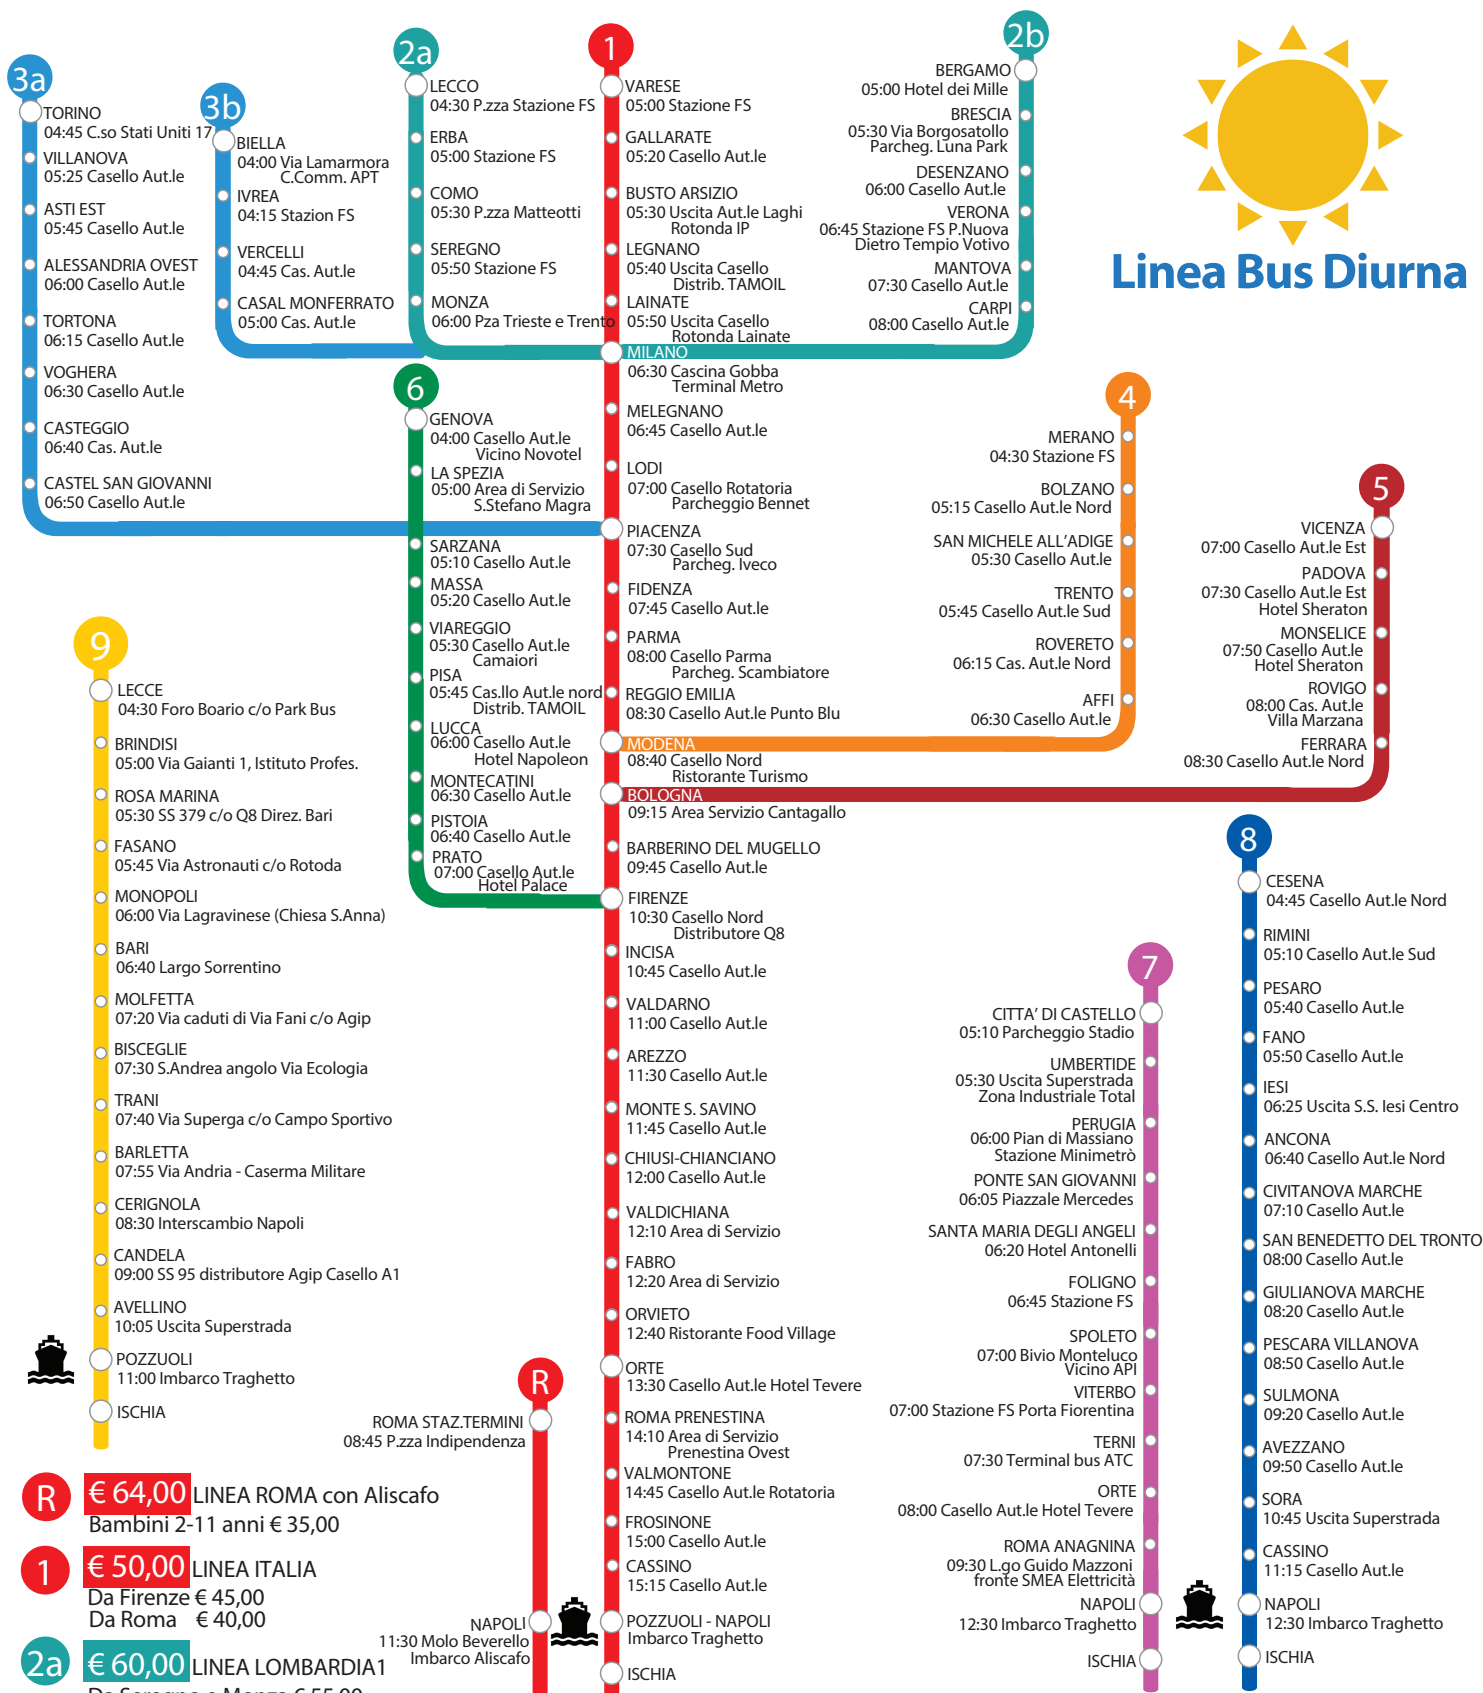 Linea Bus Diurna
3a
TORINO
04:45 C.so Stati Uniti 17
VILLANOVA
05:25 Casello Aut.le
ASTI EST
05:45 Casello Aut.le
ALESSANDRIA OVEST
06:00 Casello Aut.le
TORTONA
06:15 Casello Aut.le
VOGHERA
06:30 Casello Aut.le
CASTEGGIO
06:40 Cas. Aut.le
CASTEL SAN GIOVANNI
06:50 Casello Aut.le
3b
BIELLA
04:00 Via Lamarmora
C.Comm. APT
IVREA
04:15 Stazion FS
VERCELLI
04:45 Cas. Aut.le
CASAL MONFERRATO
05:00 Cas. Aut.le
2a
LECCO
04:30 P.zza Stazione FS
ERBA
05:00 Stazione FS
COMO
05:30 P.zza Matteotti
SEREGNO
05:50 Stazione FS
MONZA
06:00 Pza Trieste e Trento
1
VARESE
05:00 Stazione FS
GALLARATE
05:20 Casello Aut.le
BUSTO ARSIZIO
05:30 Uscita Aut.le Laghi
Rotonda IP
LEGNANO
05:40 Uscita Casello
Distrib. TAMOIL
LAINATE
05:50 Uscita Casello
Rotonda Lainate
MILANO
06:30 Cascina Gobba
Terminal Metro
MELEGNANO
06:45 Casello Aut.le
LODI
07:00 Casello Rotatoria
Parcheggio Bennet
PIACENZA
07:30 Casello Sud
Parcheg. Iveco
FIDENZA
07:45 Casello Aut.le
PARMA
08:00 Casello Parma
Parcheg. Scambiatore
REGGIO EMILIA
08:30 Casello Aut.le Punto Blu
MODENA
08:40 Casello Nord
Ristorante Turismo
BOLOGNA
09:15 Area Servizio Cantagallo
BARBERINO DEL MUGELLO
09:45 Casello Aut.le
FIRENZE
10:30 Casello Nord
Distributore Q8
INCISA
10:45 Casello Aut.le
VALDARNO
11:00 Casello Aut.le
AREZZO
11:30 Casello Aut.le
MONTE S. SAVINO
11:45 Casello Aut.le
CHIUSI-CHIANCIANO
12:00 Casello Aut.le
VALDICHIANA
12:10 Area di Servizio
FABRO
12:20 Area di Servizio
ORVIETO
12:40 Ristorante Food Village
ORTE
13:30 Casello Aut.le Hotel Tevere
ROMA PRENESTINA
14:10 Area di Servizio
Prenestina Ovest
VALMONTONE
14:45 Casello Aut.le Rotatoria
FROSINONE
15:00 Casello Aut.le
CASSINO
15:15 Casello Aut.le
POZZUOLI - NAPOLI
Imbarco Traghetto
ISCHIA
2b
BERGAMO
05:00 Hotel dei Mille
BRESCIA
05:30 Via Borgosatollo
Parcheg. Luna Park
DESENZANO
06:00 Casello Aut.le
VERONA
06:45 Stazione FS P.Nuova
Dietro Tempio Votivo
MANTOVA
07:30 Casello Aut.le
CARPI
08:00 Casello Aut.le
6
GENOVA
04:00 Casello Aut.le
Vicino Novotel
LA SPEZIA
05:00 Area di Servizio
S.Stefano Magra
SARZANA
05:10 Casello Aut.le
MASSA
05:20 Casello Aut.le
VIAREGGIO
05:30 Casello Aut.le
Camaiori
PISA
05:45 Cas.llo Aut.le nord
Distrib. TAMOIL
LUCCA
06:00 Casello Aut.le
Hotel Napoleon
MONTECATINI
06:30 Casello Aut.le
PISTOIA
06:40 Casello Aut.le
PRATO
07:00 Casello Aut.le
Hotel Palace
4
MERANO
04:30 Stazione FS
BOLZANO
05:15 Casello Aut.le Nord
SAN MICHELE ALL'ADIGE
05:30 Casello Aut.le
TRENTO
05:45 Casello Aut.le Sud
ROVERETO
06:15 Cas. Aut.le Nord
AFFI
06:30 Casello Aut.le
5
VICENZA
07:00 Casello Aut.le Est
PADOVA
07:30 Casello Aut.le Est
Hotel Sheraton
MONSELICE
07:50 Casello Aut.le
Hotel Sheraton
ROVIGO
08:00 Cas. Aut.le
Villa Marzana
FERRARA
08:30 Casello Aut.le Nord
9
LECCE
04:30 Foro Boario c/o Park Bus
BRINDISI
05:00 Via Gaianti 1, Istituto Profes.
ROSA MARINA
05:30 SS 379 c/o Q8 Direz. Bari
FASANO
05:45 Via Astronauti c/o Rotoda
MONOPOLI
06:00 Via Lagravinese (Chiesa S.Anna)
BARI
06:40 Largo Sorrentino
MOLFETTA
07:20 Via caduti di Via Fani c/o Agip
BISCEGLIE
07:30 S.Andrea angolo Via Ecologia
TRANI
07:40 Via Superga c/o Campo Sportivo
BARLETTA
07:55 Via Andria - Caserma Militare
CERIGNOLA
08:30 Interscambio Napoli
CANDELA
09:00 SS 95 distributore Agip Casello A1
AVELLINO
10:05 Uscita Superstrada
POZZUOLI
11:00 Imbarco Traghetto
ISCHIA
R
ROMA STAZ.TERMINI
08:45 P.zza Indipendenza
NAPOLI
11:30 Molo Beverello
Imbarco Aliscafo
7
CITTA' DI CASTELLO
05:10 Parcheggio Stadio
UMBERTIDE
05:30 Uscita Superstrada
Zona Industriale Total
PERUGIA
06:00 Pian di Massiano
Stazione Minimetrò
PONTE SAN GIOVANNI
06:05 Piazzale Mercedes
SANTA MARIA DEGLI ANGELI
06:20 Hotel Antonelli
FOLIGNO
06:45 Stazione FS
SPOLETO
07:00 Bivio Monteluco
Vicino API
VITERBO
07:00 Stazione FS Porta Fiorentina
TERNI
07:30 Terminal bus ATC
ORTE
08:00 Casello Aut.le Hotel Tevere
ROMA ANAGNINA
09:30 L.go Guido Mazzoni
fronte SMEA Elettricità
NAPOLI
12:30 Imbarco Traghetto
ISCHIA
8
CESENA
04:45 Casello Aut.le Nord
RIMINI
05:10 Casello Aut.le Sud
PESARO
05:40 Casello Aut.le
FANO
05:50 Casello Aut.le
IESI
06:25 Uscita S.S. Iesi Centro
ANCONA
06:40 Casello Aut.le Nord
CIVITANOVA MARCHE
07:10 Casello Aut.le
SAN BENEDETTO DEL TRONTO
08:00 Casello Aut.le
GIULIANOVA MARCHE
08:20 Casello Aut.le
PESCARA VILLANOVA
08:50 Casello Aut.le
SULMONA
09:20 Casello Aut.le
AVEZZANO
09:50 Casello Aut.le
SORA
10:45 Uscita Superstrada
CASSINO
11:15 Casello Aut.le
NAPOLI
12:30 Imbarco Traghetto
ISCHIA
R € 64,00 LINEA ROMA con Aliscafo
Bambini 2-11 anni € 35,00
1 € 50,00 LINEA ITALIA
Da Firenze € 45,00
Da Roma € 40,00
2a € 60,00 LINEA LOMBARDIA1
Da Seregno e Monza € 55,00